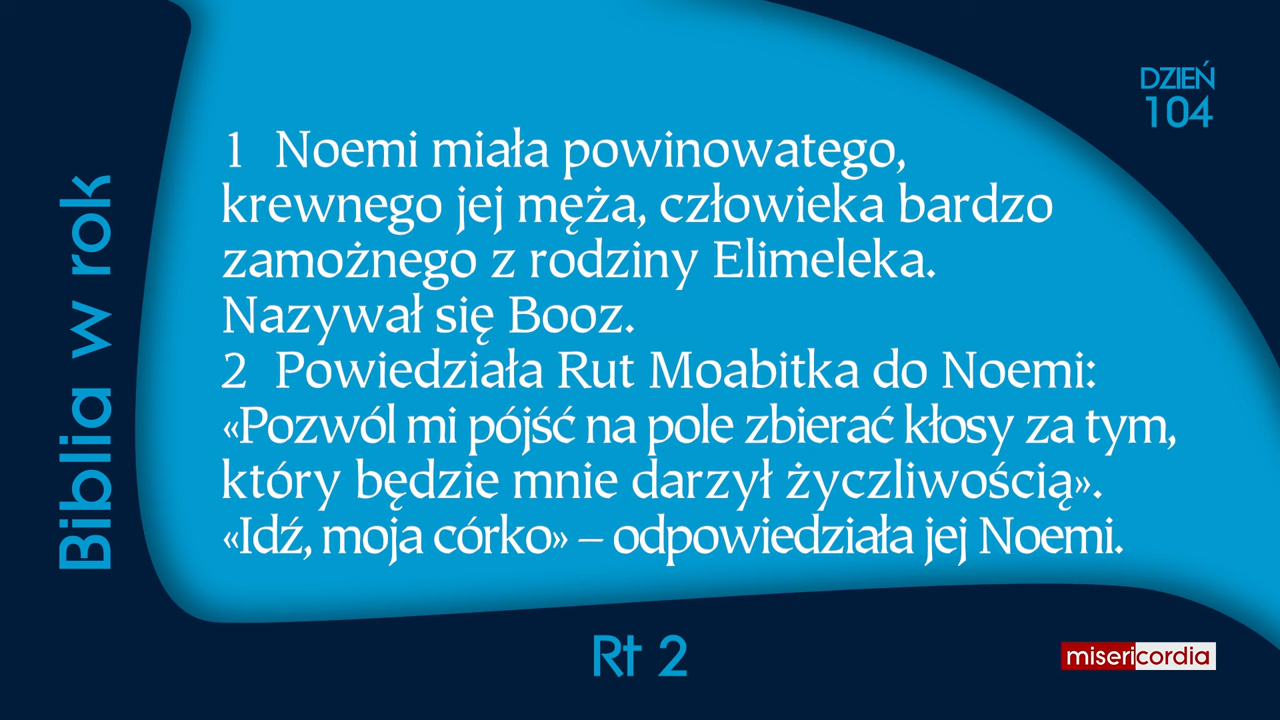 DZIEŃ
104
Biblia w rok
1 Noemi miała powinowatego,
krewnego jej męża, człowieka bardzo
zamożnego z rodziny Elimeleka.
Nazywał się Booz.
2 Powiedziała Rut Moabitka do Noemi:
«Pozwól mi pójść na pole zbierać kłosy za tym,
który będzie mnie darzył życzliwością».
«Idź, moja córko» – odpowiedziała jej Noemi.
Rt 2
misericordia